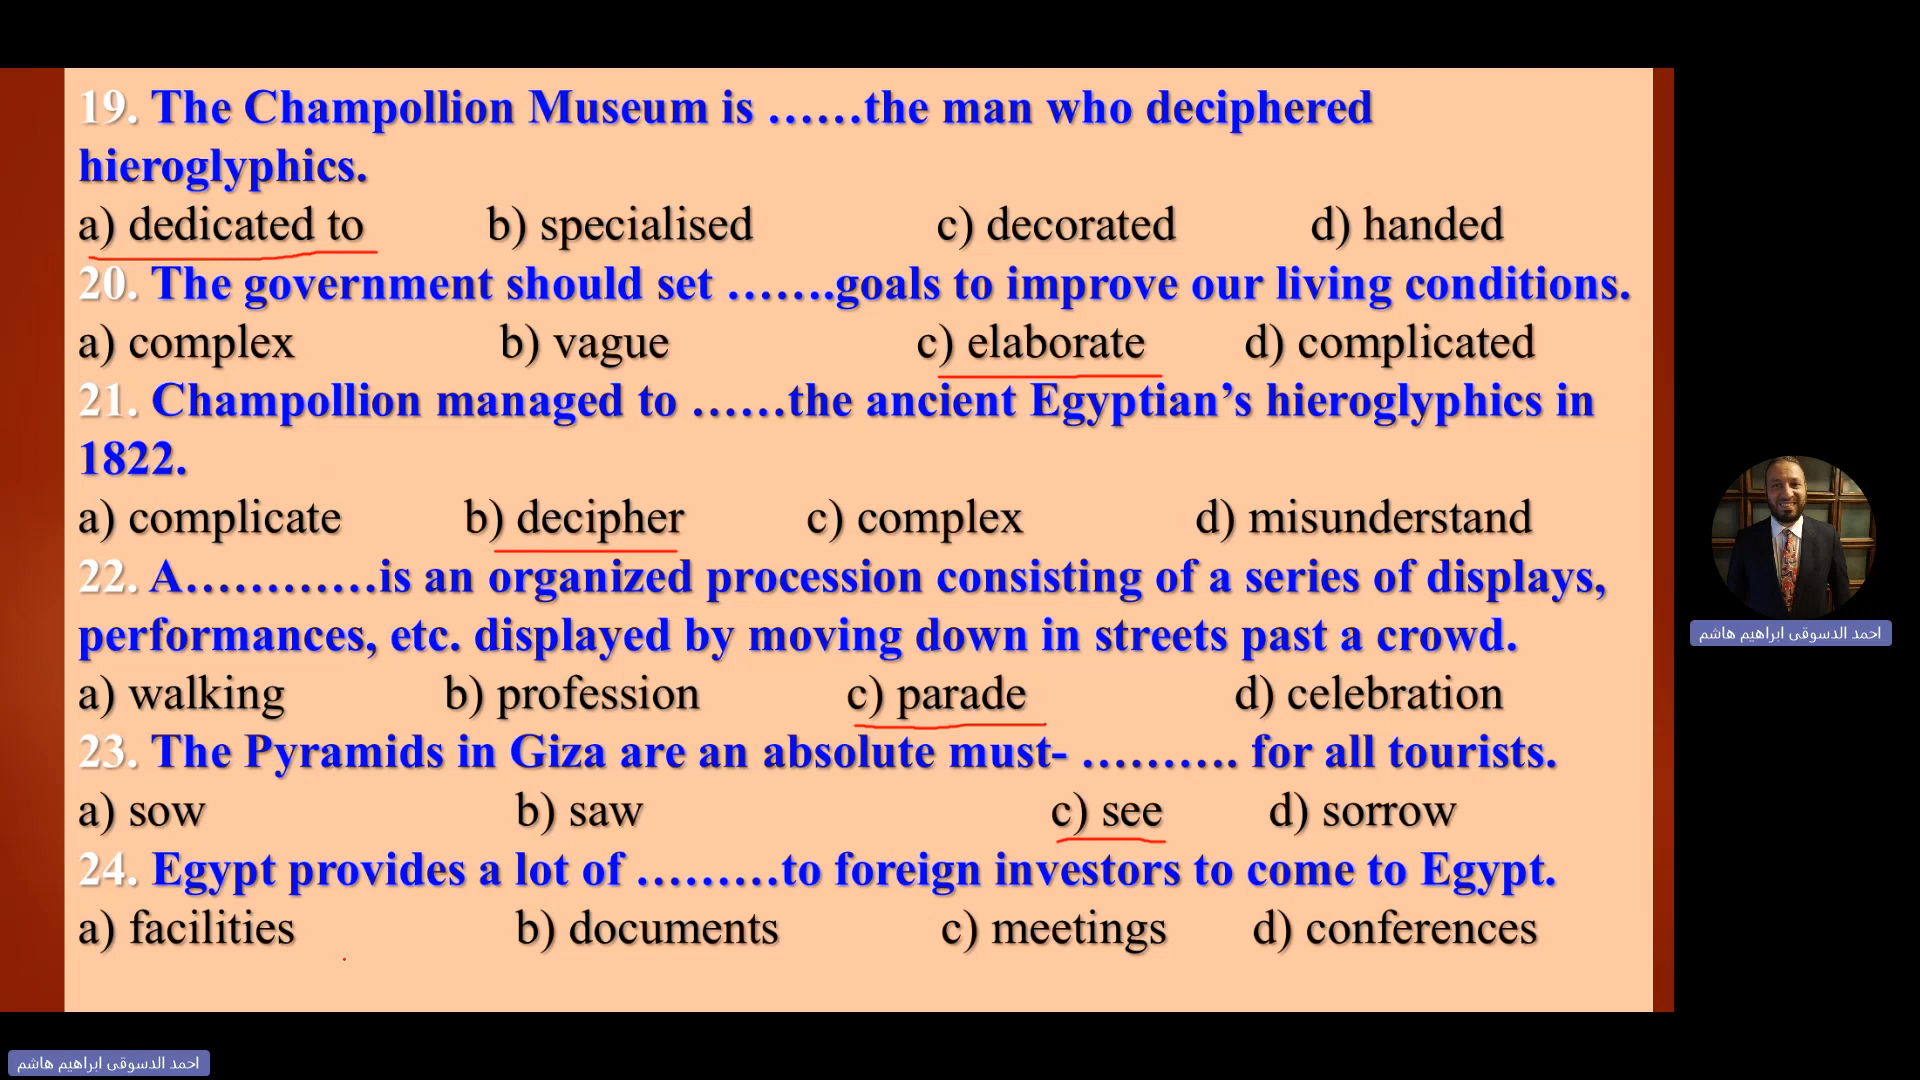 19. The Champollion Museum is ……the man who deciphered
hieroglyphics.
a) dedicated to b) specialised c) decorated d) handed
20. The government should set …….goals to improve our living conditions.
a) complex b) vague c) elaborate d) complicated
21. Champollion managed to ……the ancient Egyptian’s hieroglyphics in
1822.
a) complicate b) decipher c) complex d) misunderstand
22. A…………is an organized procession consisting of a series of displays,
performances, etc. displayed by moving down in streets past a crowd.
a) walking b) profession c) parade d) celebration
23. The Pyramids in Giza are an absolute must- ………. for all tourists.
a) sow b) saw c) see d) sorrow
24. Egypt provides a lot of ………to foreign investors to come to Egypt.
a) facilities b) documents c) meetings d) conferences
احمد الدسوقى ابراهيم هاشم
احمد الدسوقى ابراهيم هاشم